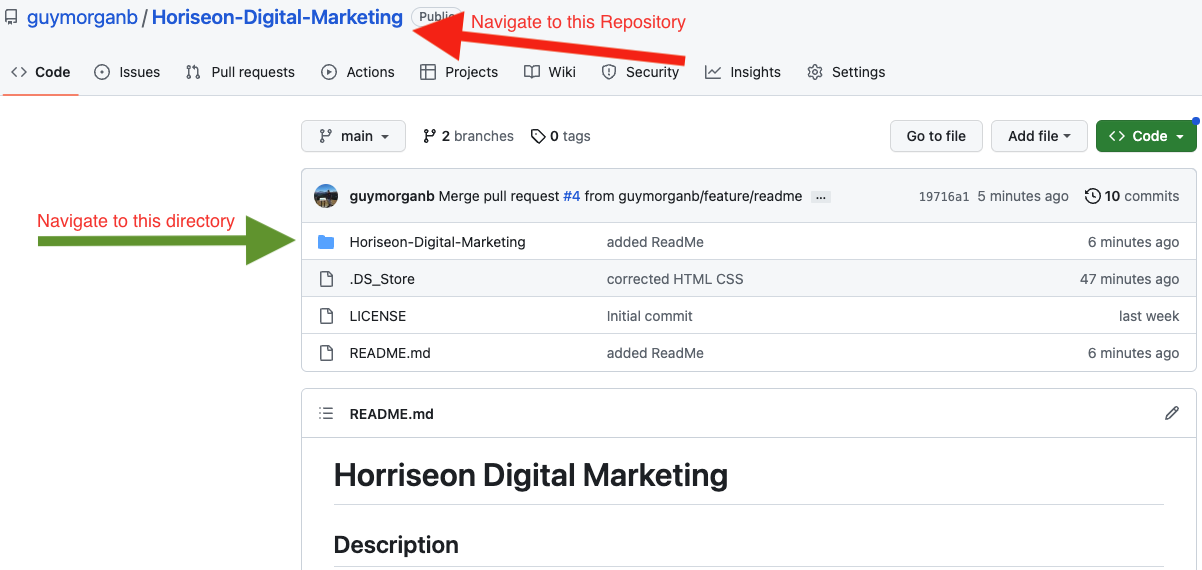 guymorganb / Horiseon-Digital-Marketing Public
Navigate to this Repository
Code Issues Pull requests Actions Projects Wiki Security Insights Settings
main 2 branches 0 tags Go to file Add file Code
guymorganb Merge pull request #4 from guymorganb/feature/readme ... 19716a1 5 minutes ago 10 commits
Navigate to this directory
Horiseon-Digital-Marketing added ReadMe 6 minutes ago
.DS_Store corrected HTML CSS 47 minutes ago
LICENSE Initial commit last week
README.md added ReadMe 6 minutes ago
README.md
Horriseon Digital Marketing
Description